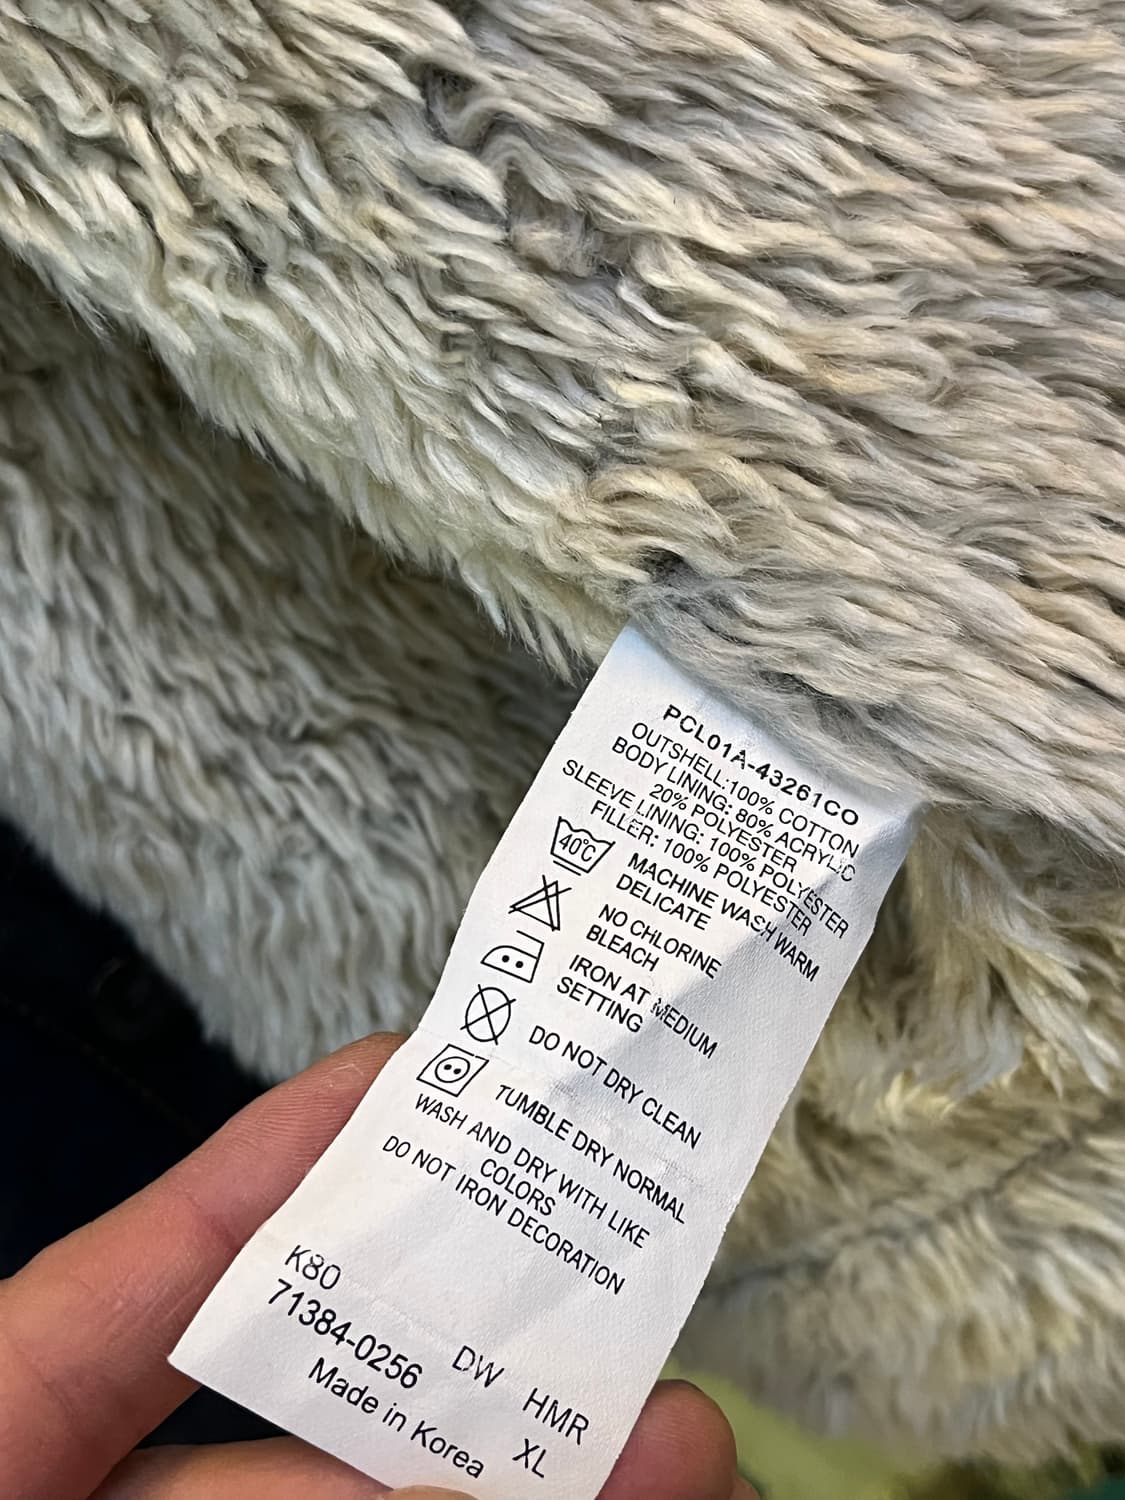 PCL01A-43261CO
OUTSHELL:100% COTTON
BODY LINING: 80% ACRYLIC
20% POLYESTER
SLEEVE LINING: 100% POLYESTER
FILLER: 100% POLYESTER
40°C
MACHINE WASH WARM
DELICATE
NO CHLORINE
BLEACH
IRON AT MEDIUM
SETTING
DO NOT DRY CLEAN
TUMBLE DRY NORMAL
WASH AND DRY WITH LIKE
COLORS
DO NOT IRON DECORATION
K80
71384-0256 DW HMR
Made in Korea XL